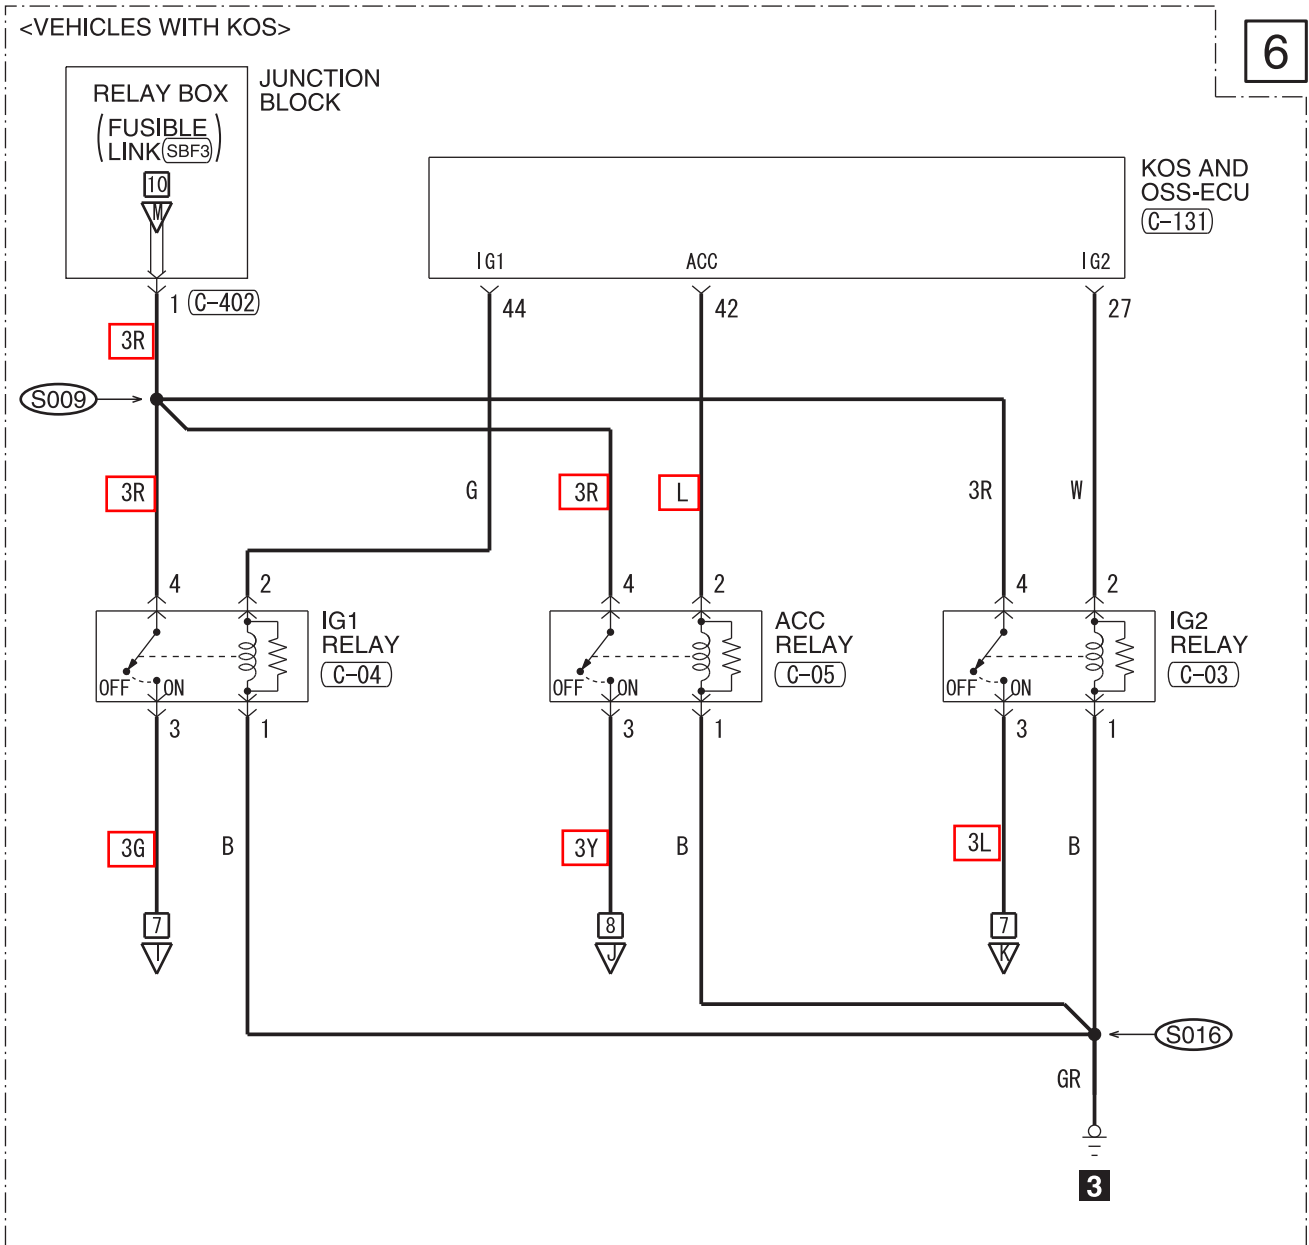 <VEHICLES WITH KOS>
6
RELAY BOX
(FUSIBLE
LINK SBF3)
JUNCTION
BLOCK
10
M
KOS AND
OSS-ECU
C-131
IG1 ACC IG2
1 C-402
44 42 27
3R
S009
3R G 3R L 3R W
4 2 4 2 4 2
IG1
RELAY
C-04
OFF ON
ACC
RELAY
C-05
OFF ON
IG2
RELAY
C-03
OFF ON
3 1 3 1 3 1
3G B 3Y B 3L B
7 8 7
I J K
S016
GR
3